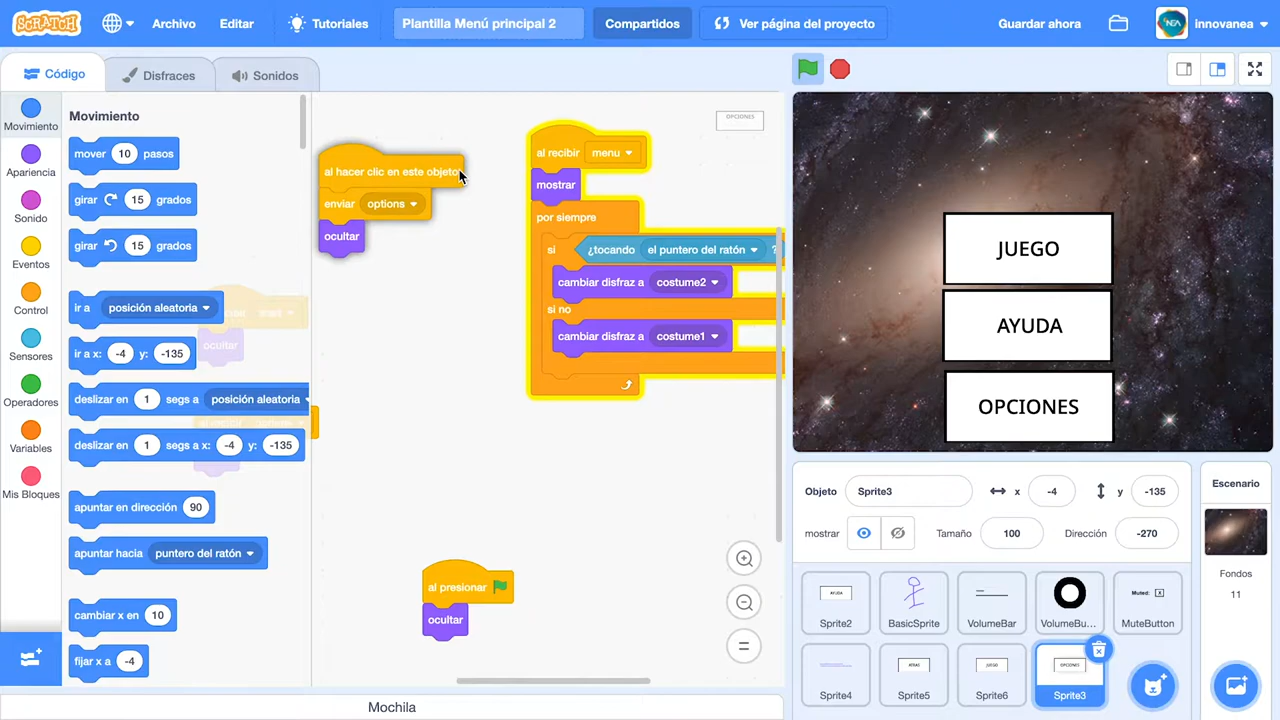 SCRATCH
Archivo
Editar
Tutoriales
Plantilla Menú principal 2
Compartidos
Ver página del proyecto
Guardar ahora
innovanea
Código
Disfraces
Sonidos
Movimiento
Apariencia
Sonido
Eventos
Control
Sensores
Operadores
Variables
Mis Bloques
Movimiento
mover 10 pasos
girar 15 grados
girar 15 grados
ir a posición aleatoria
ir a x: -4 y: -135
deslizar en 1 segs a posición aleatoria
deslizar en 1 segs a x: -4 y: -135
apuntar en dirección 90
apuntar hacia puntero del ratón
cambiar x en 10
fijar x a -4
ocultar
al hacer clic en este objeto
enviar options
ocultar
al recibir menu
mostrar
por siempre
si ¿tocando el puntero del ratón ?
cambiar disfraz a costume2
si no
cambiar disfraz a costume1
al presionar
ocultar
OPCIONES
Mochila
JUEGO
AYUDA
OPCIONES
Objeto Sprite3 x -4 y -135
mostrar Tamaño 100 Dirección -270
AYUDA
Sprite2
BasicSprite
VolumeBar
VolumeBu...
Muted: X
MuteButton
Sprite4
ATRAS
Sprite5
JUEGO
Sprite6
OPCIONES
Sprite3
Escenario
Fondos
11